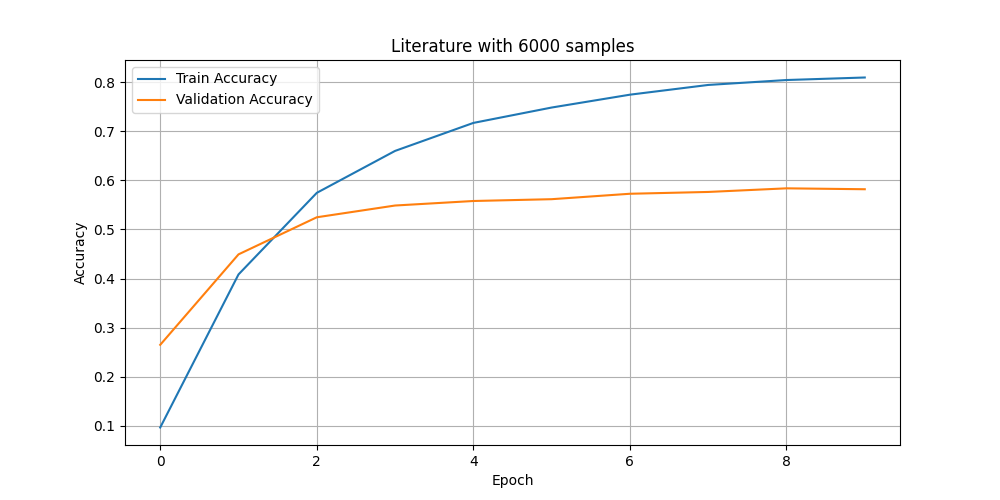 Literature with 6000 samples
Train Accuracy
Validation Accuracy
0.8
0.7
0.6
0.5
0.4
0.3
0.2
0.1
Accuracy
0 2 4 6 8
Epoch